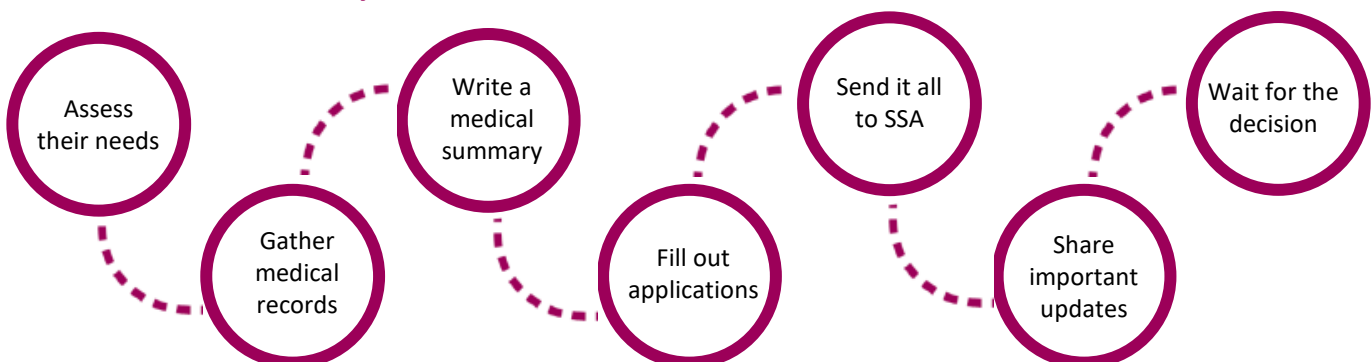 Assess
their needs
Gather
medical
records
Write a
medical
summary
Fill out
applications
Send it all
to SSA
Share
important
updates
Wait for the
decision